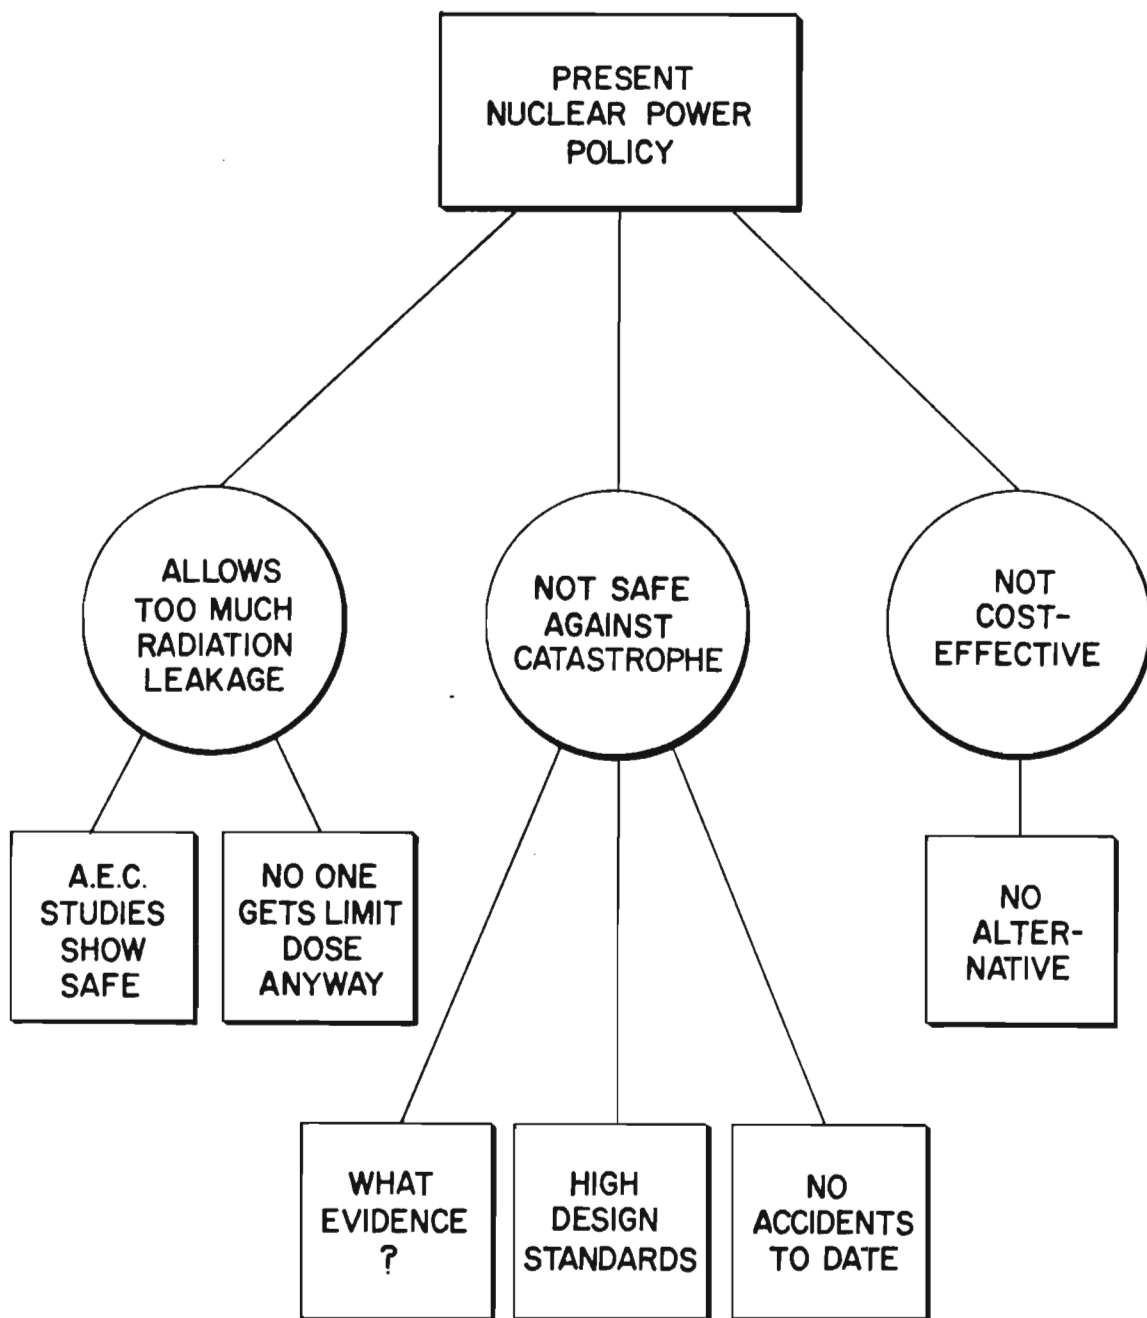 PRESENT
NUCLEAR POWER
POLICY
ALLOWS
TOO MUCH
RADIATION
LEAKAGE
NOT SAFE
AGAINST
CATASTROPHE
NOT
COST-
EFFECTIVE
A.E.C.
STUDIES
SHOW
SAFE
NO ONE
GETS LIMIT
DOSE
ANYWAY
NO
ALTER-
NATIVE
WHAT
EVIDENCE
?
HIGH
DESIGN
STANDARDS
NO
ACCIDENTS
TO DATE